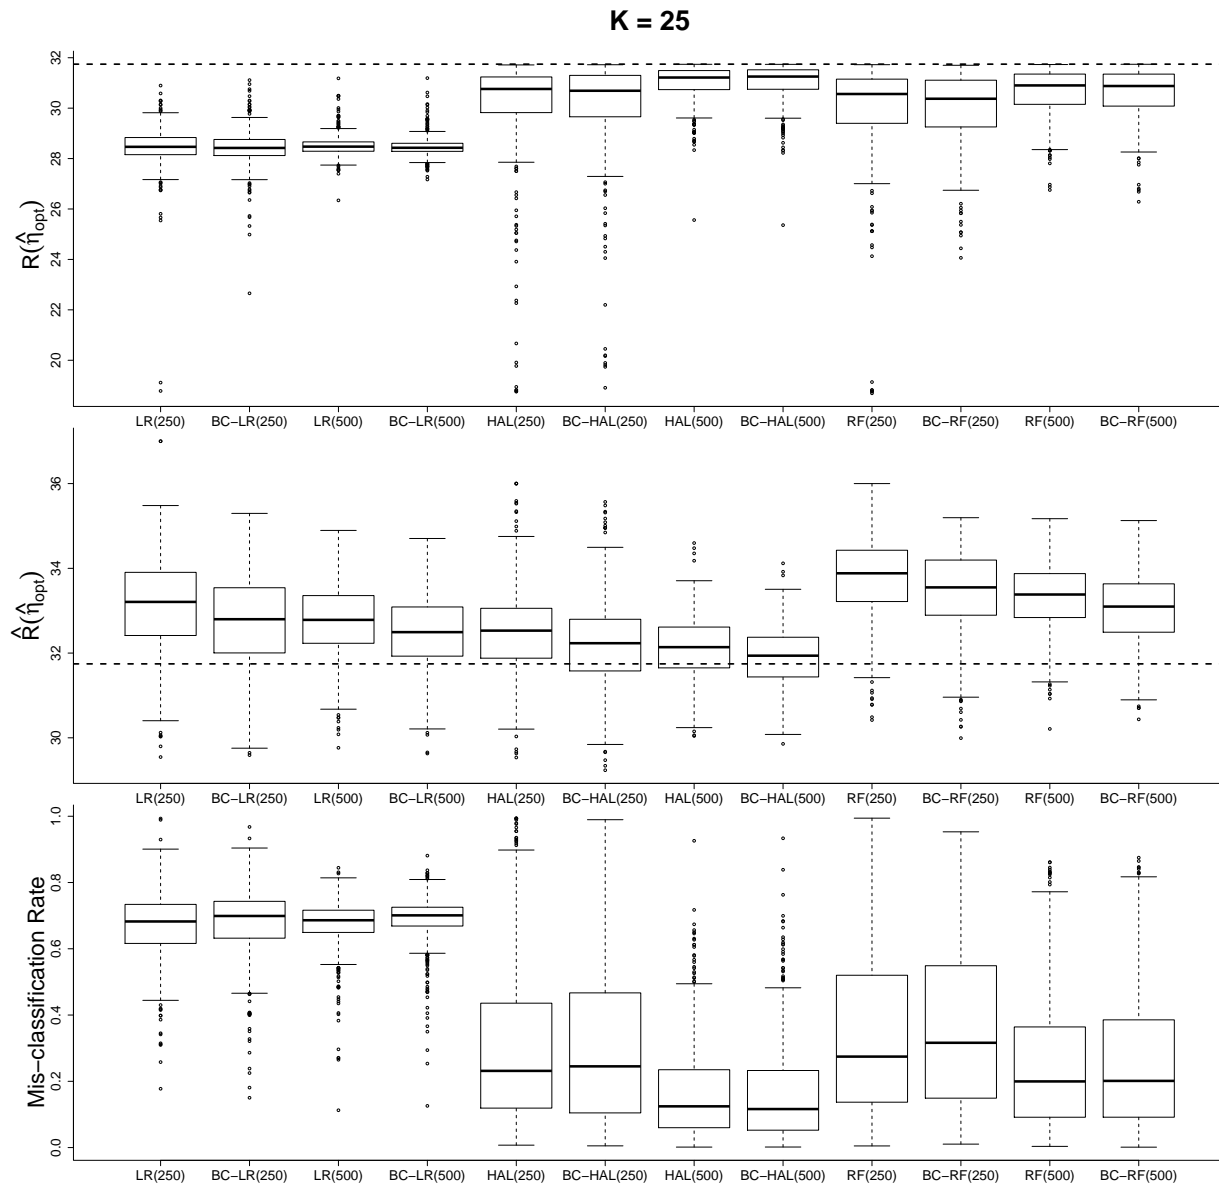 K = 25
R(η̂opt)
32
30
28
26
24
22
20
LR(250) BC−LR(250) LR(500) BC−LR(500) HAL(250) BC−HAL(250) HAL(500) BC−HAL(500) RF(250) BC−RF(250) RF(500) BC−RF(500)
R̂(η̂opt)
36
34
32
30
LR(250) BC−LR(250) LR(500) BC−LR(500) HAL(250) BC−HAL(250) HAL(500) BC−HAL(500) RF(250) BC−RF(250) RF(500) BC−RF(500)
Mis−classification Rate
1.0
0.8
0.6
0.4
0.2
0.0
LR(250) BC−LR(250) LR(500) BC−LR(500) HAL(250) BC−HAL(250) HAL(500) BC−HAL(500) RF(250) BC−RF(250) RF(500) BC−RF(500)